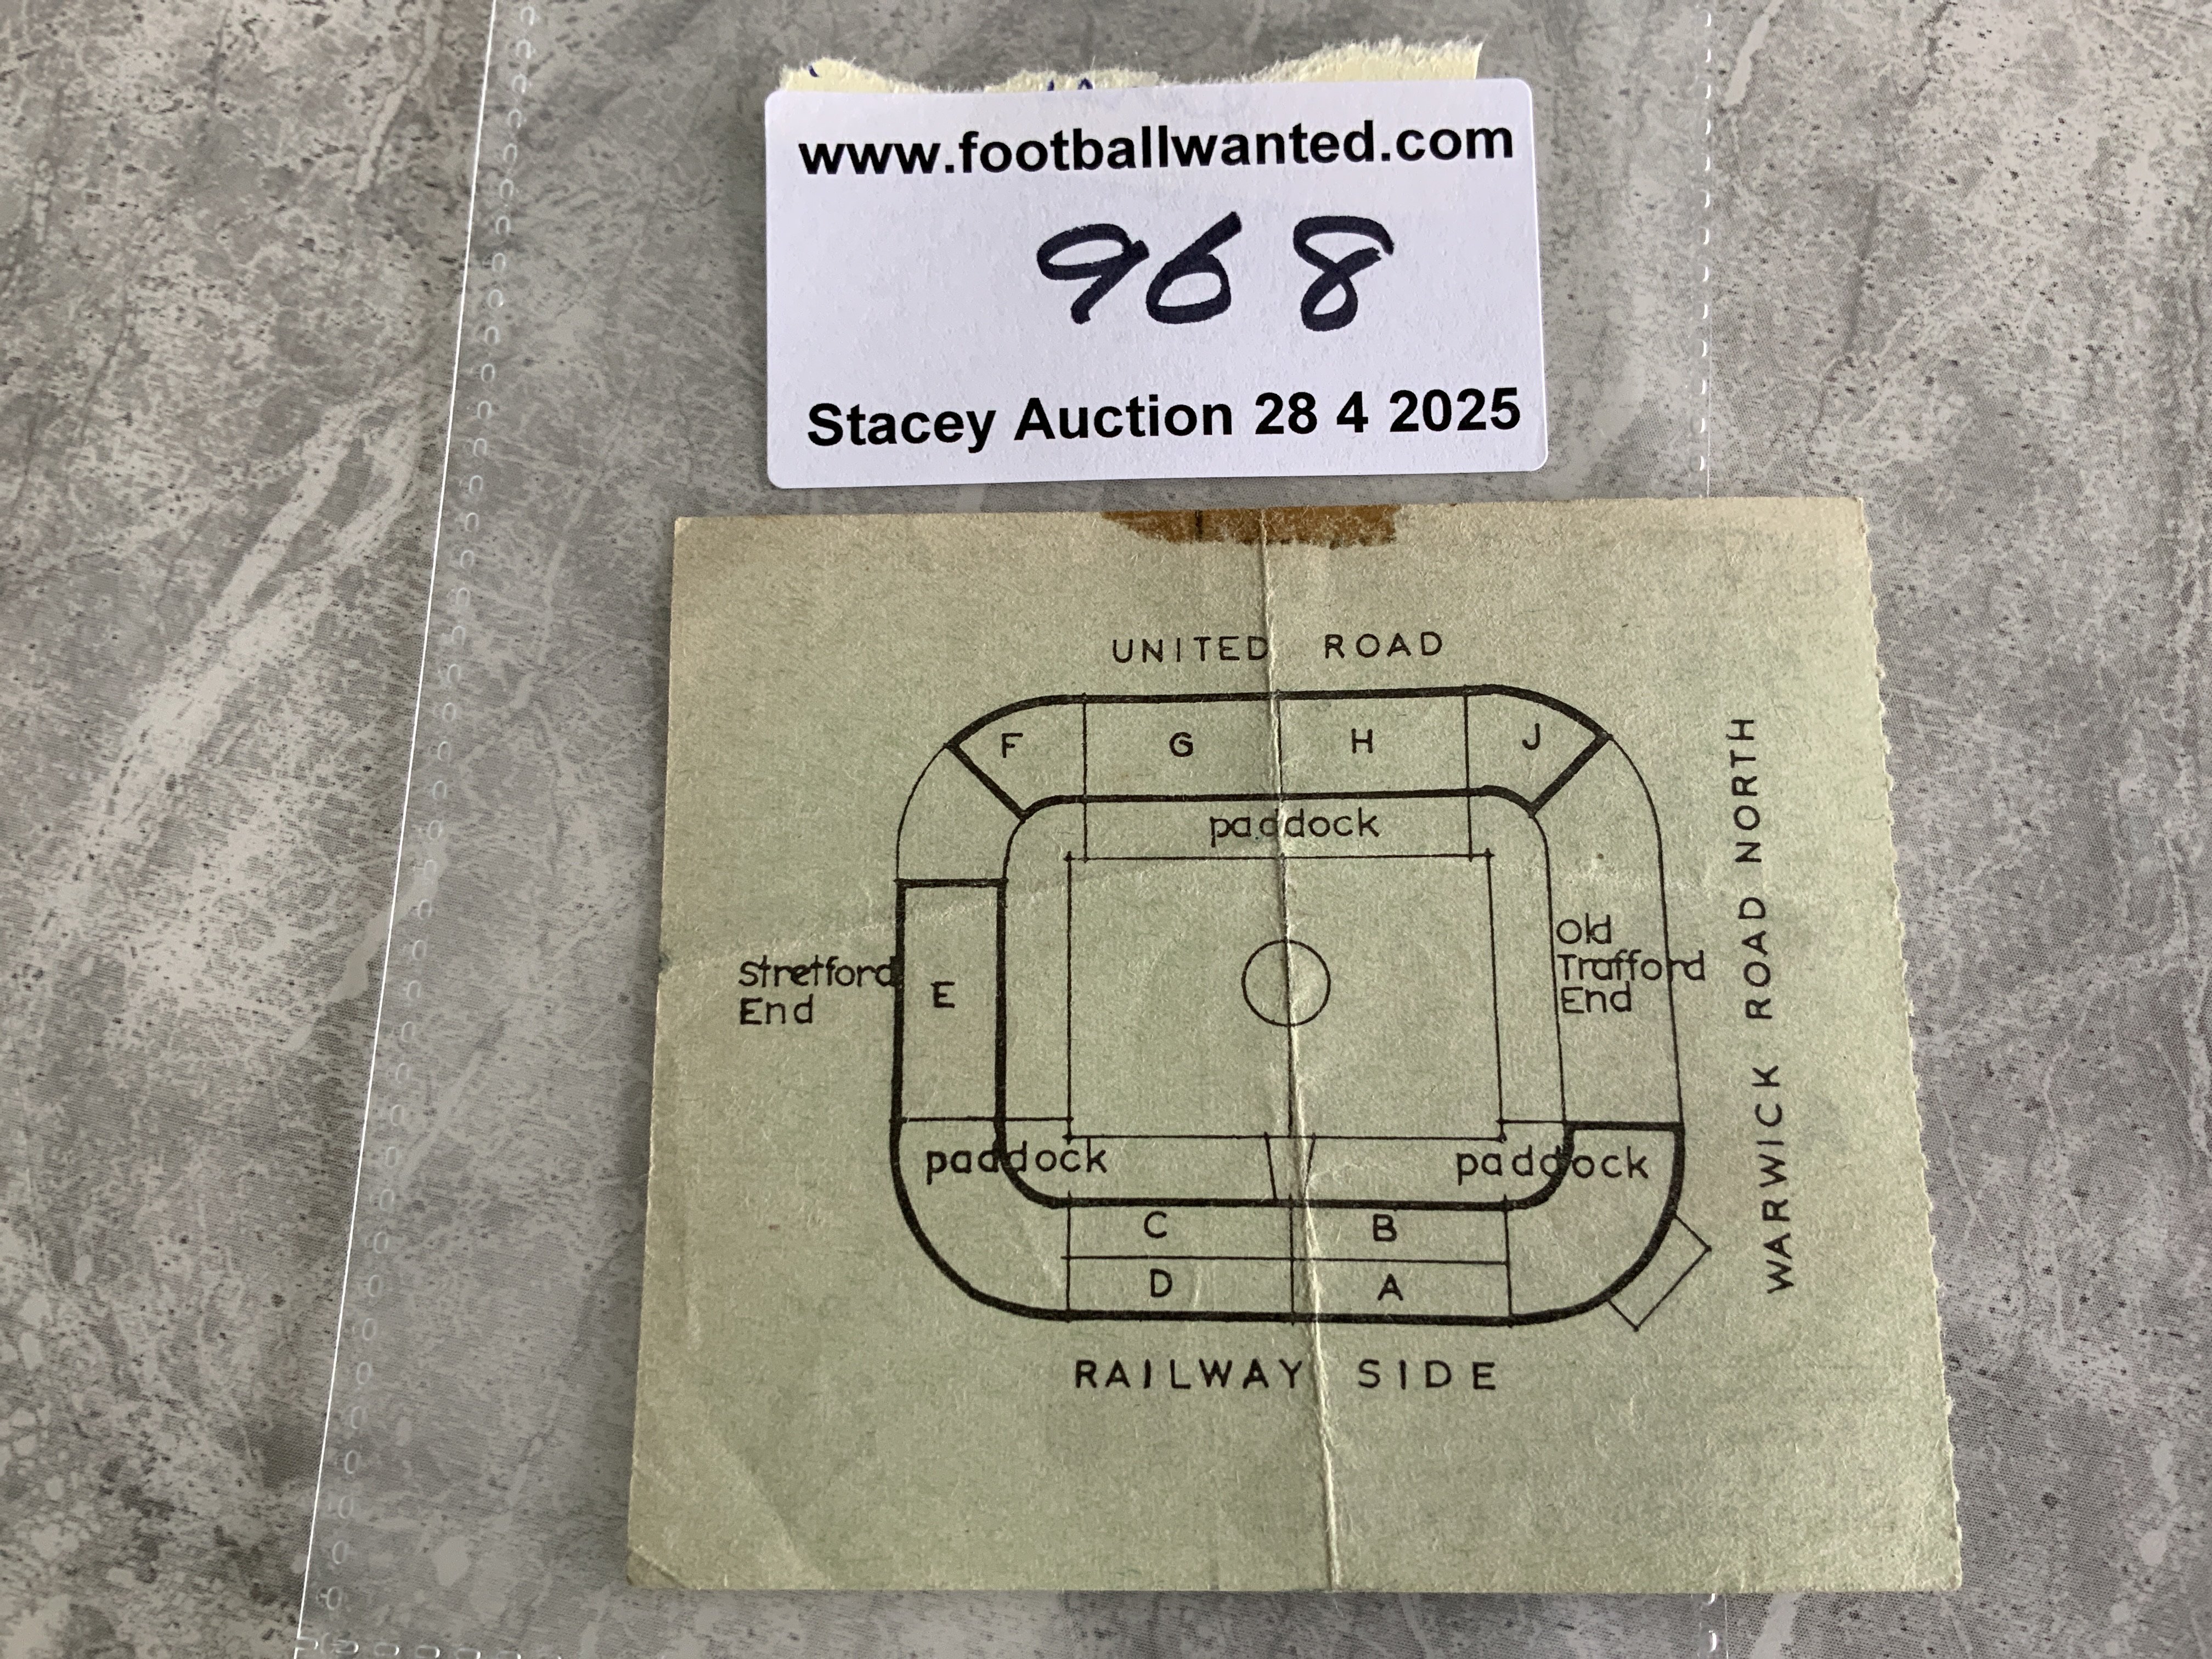 www.footballwanted.com
968
Stacey Auction 28 4 2025
UNITED ROAD
F G H J
paddock
WARWICK ROAD NORTH
Stretford
End
E
Old
Trafford
End
paddock paddock
C B
D A
RAILWAY SIDE